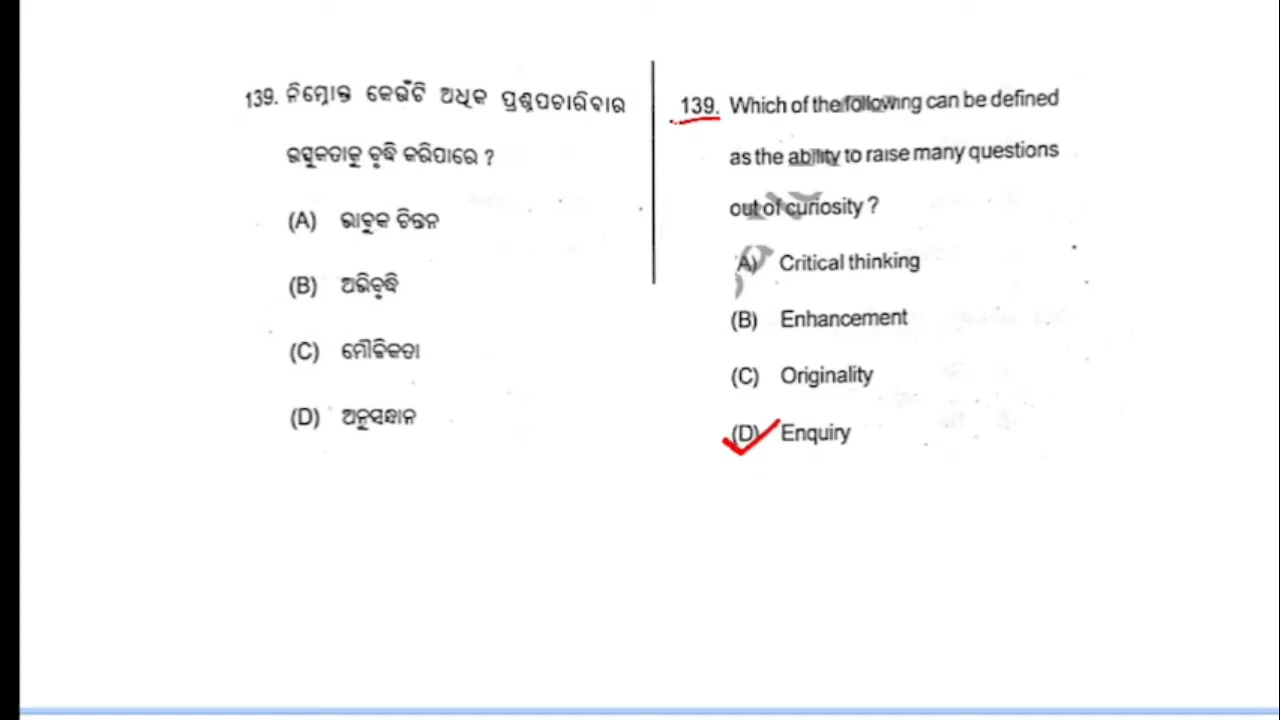 139. ନିମ୍ନୋକ୍ତ କେଉଁଟି ଅଧିକ ପ୍ରଶ୍ନପଚାରିବାର
ଉତ୍ସୁକତାକୁ ବୃଦ୍ଧି କରିପାରେ ?
(A) ଭାବୁକ ଚିନ୍ତନ
(B) ଅଭିବୃଦ୍ଧି
(C) ମୌଳିକତା
(D) ଅନୁସନ୍ଧାନ
139. Which of the following can be defined
as the ability to raise many questions
out of curiosity ?
A) Critical thinking
(B) Enhancement
(C) Originality
(D) Enquiry